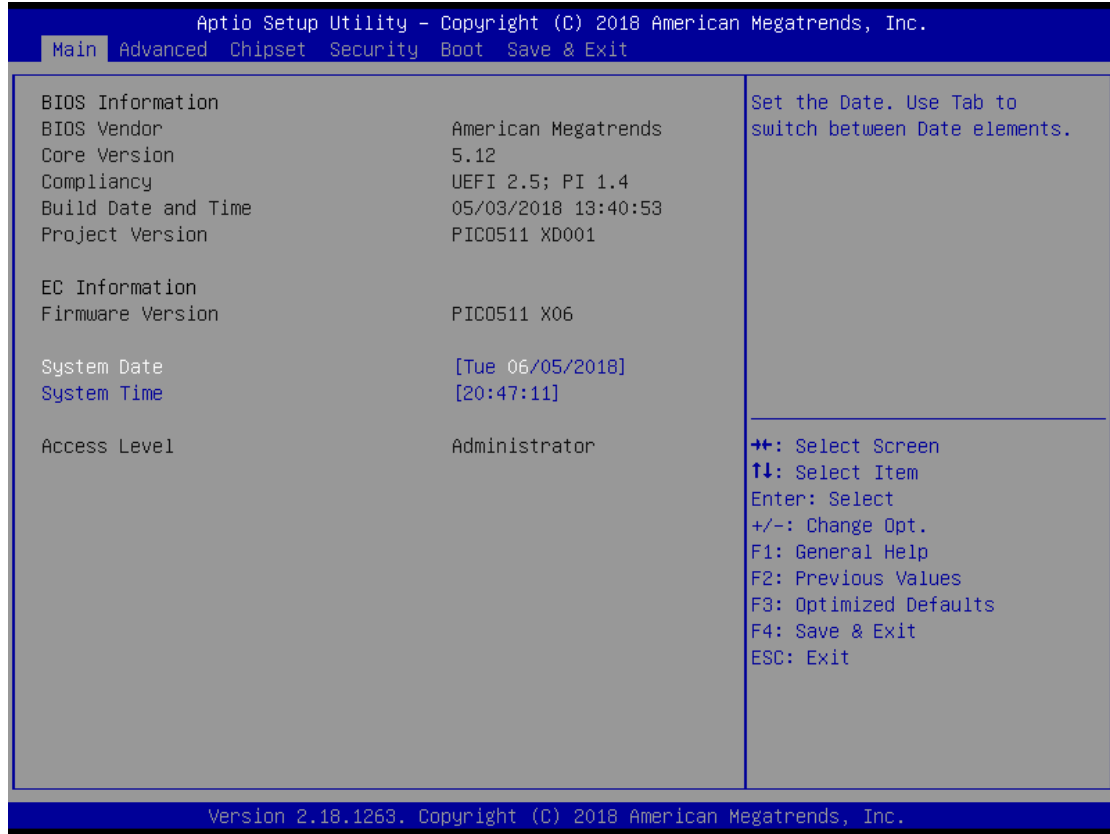 Aptio Setup Utility – Copyright (C) 2018 American Megatrends, Inc.
Main Advanced Chipset Security Boot Save & Exit
BIOS Information
BIOS Vendor American Megatrends
Core Version 5.12
Compliancy UEFI 2.5; PI 1.4
Build Date and Time 05/03/2018 13:40:53
Project Version PICO511 XD001
EC Information
Firmware Version PICO511 X06
System Date [Tue 06/05/2018]
System Time [20:47:11]
Access Level Administrator
Set the Date. Use Tab to
switch between Date elements.
→←: Select Screen
↑↓: Select Item
Enter: Select
+/-: Change Opt.
F1: General Help
F2: Previous Values
F3: Optimized Defaults
F4: Save & Exit
ESC: Exit
Version 2.18.1263. Copyright (C) 2018 American Megatrends, Inc.